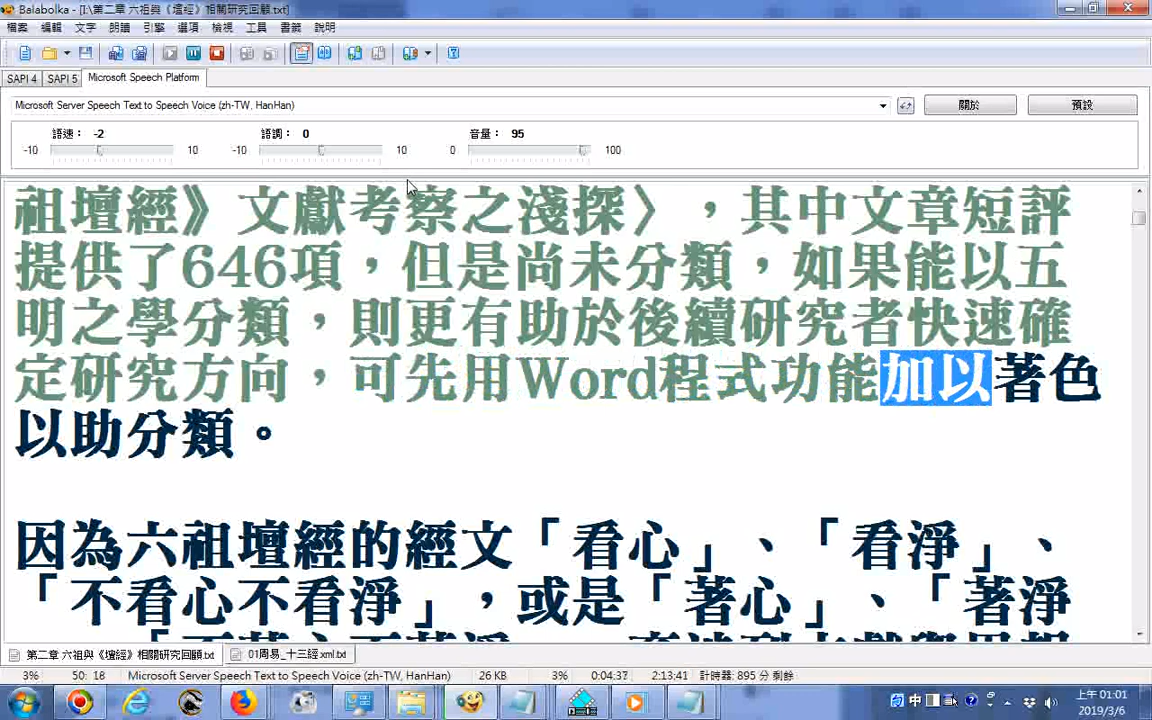 Balabolka - [I:\第二章 六祖與《壇經》相關研究回顧.txt]
檔案 編輯 文字 朗讀 引擎 選項 檢視 工具 書籤 說明
SAPI 4 SAPI 5 Microsoft Speech Platform
Microsoft Server Speech Text to Speech Voice (zh-TW, HanHan) 關於 預設
語速： -2 語調： 0 音量： 95
-10 10 -10 10 0 100
祖壇經》文獻考察之淺探〉，其中文章短評
提供了646項，但是尚未分類，如果能以五
明之學分類，則更有助於後續研究者快速確
定研究方向，可先用Word程式功能加以著色
以助分類。
因為六祖壇經的經文「看心」、「看淨」、
「不看心不看淨」，或是「著心」、「著淨
第二章 六祖與《壇經》相關研究回顧.txt 01周易_十三經.xml.txt
3% 50: 18 Microsoft Server Speech Text to Speech Voice (zh-TW, HanHan) 26 KB 3% 0:04:37 2:13:41 計時器: 895 分 剩餘
中 上午 01:01
2019/3/6